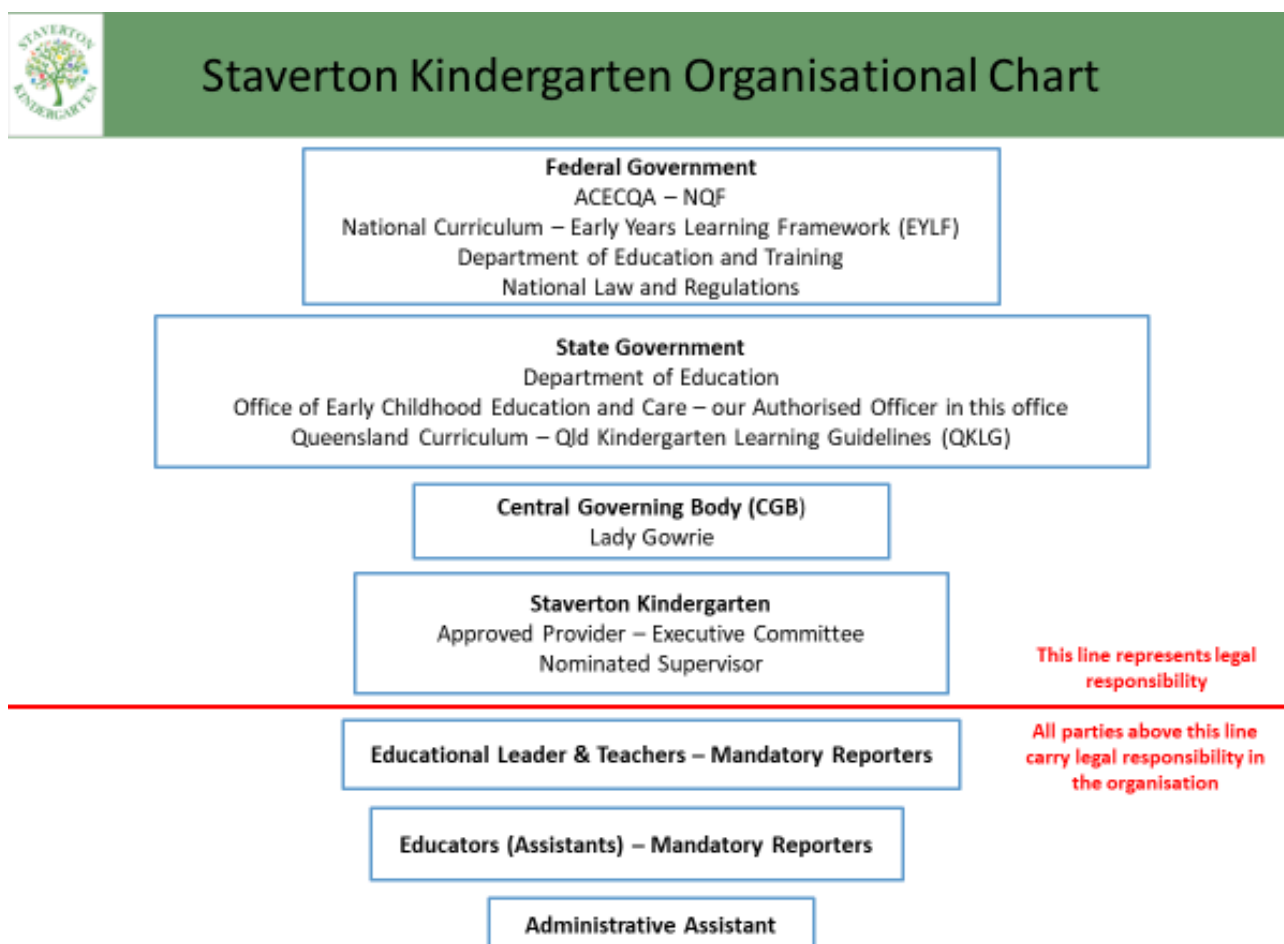 STAVERTON
KINDERGARTEN
Staverton Kindergarten Organisational Chart
Federal Government
ACECQA – NQF
National Curriculum – Early Years Learning Framework (EYLF)
Department of Education and Training
National Law and Regulations
State Government
Department of Education
Office of Early Childhood Education and Care – our Authorised Officer in this office
Queensland Curriculum – Qld Kindergarten Learning Guidelines (QKLG)
Central Governing Body (CGB)
Lady Gowrie
Staverton Kindergarten
Approved Provider – Executive Committee
Nominated Supervisor
This line represents legal
responsibility
Educational Leader & Teachers – Mandatory Reporters
All parties above this line
carry legal responsibility in
the organisation
Educators (Assistants) – Mandatory Reporters
Administrative Assistant